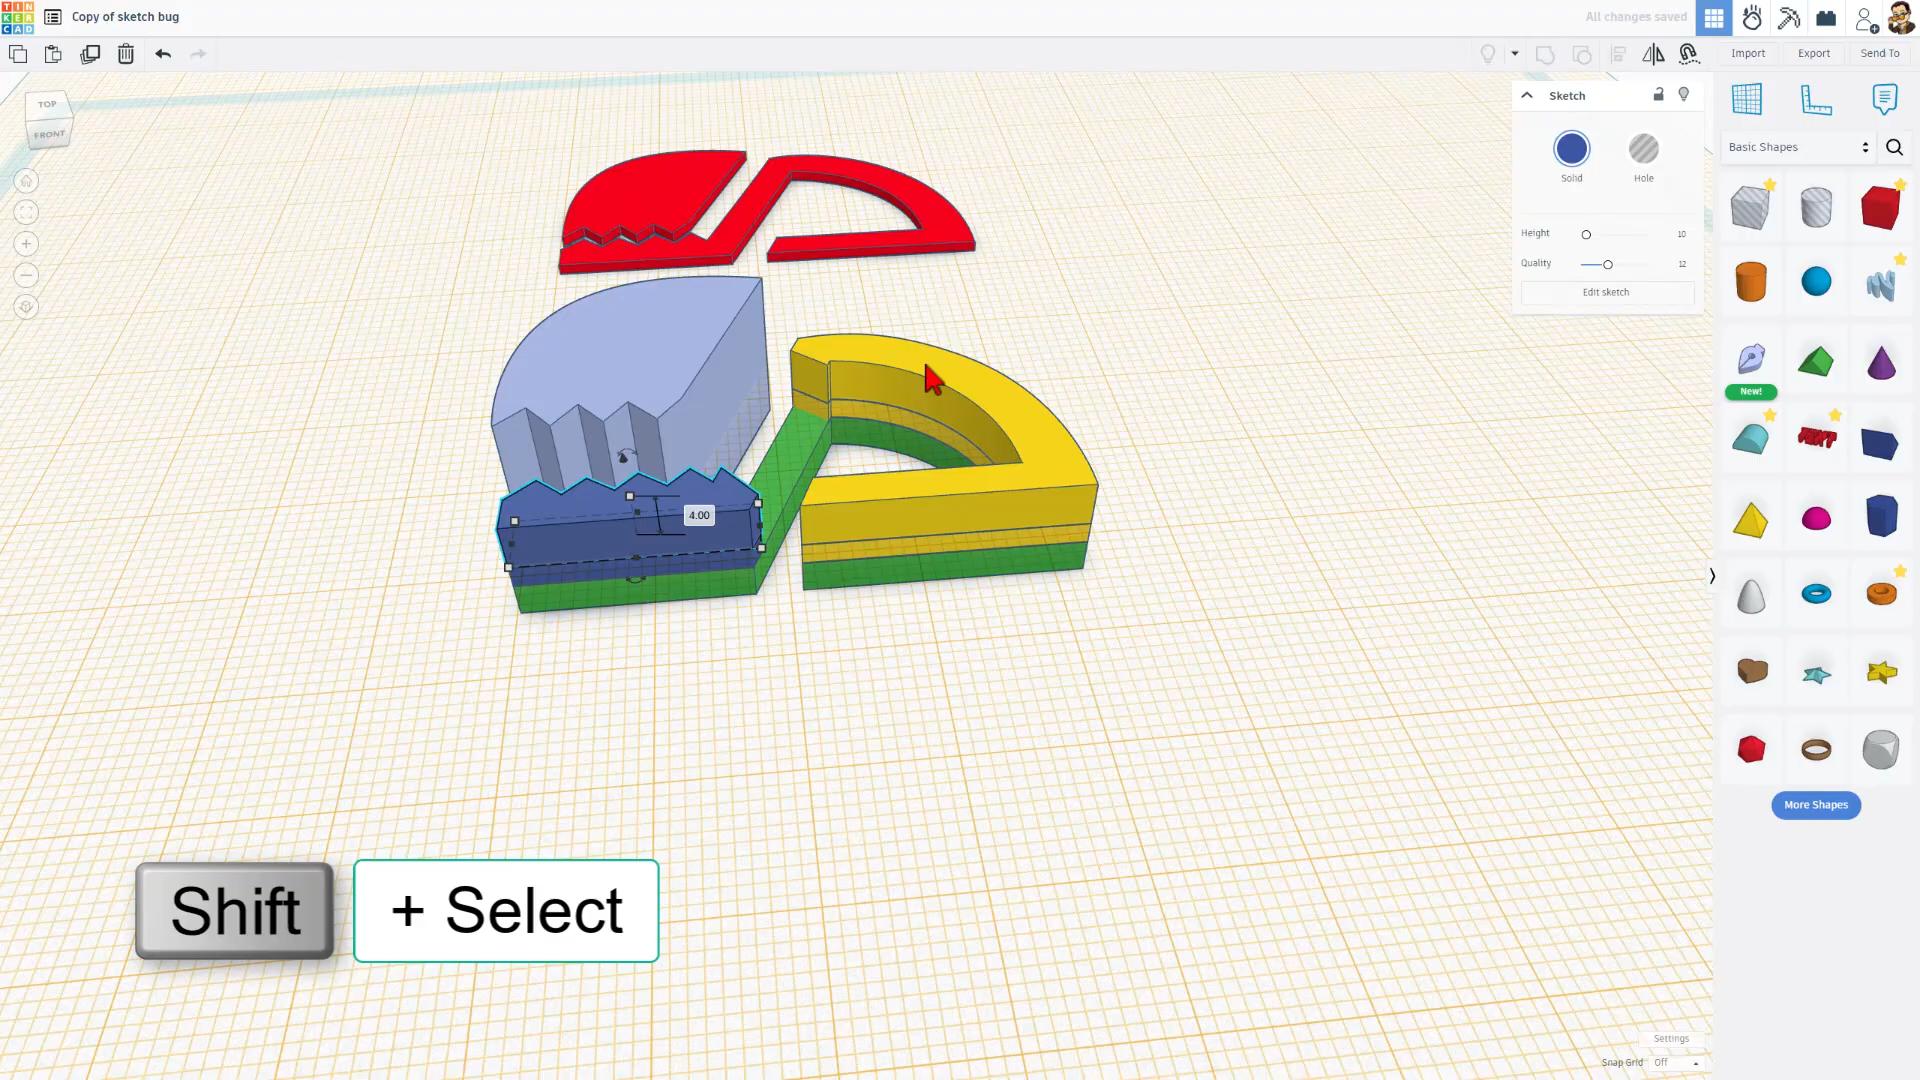 TIN
KER
CAD
Copy of sketch bug
All changes saved
Import
Export
Send To
TOP
FRONT
Sketch
Solid
Hole
Height
10
Quality
12
Edit sketch
Basic Shapes
New!
TEXT
4.00
More Shapes
Shift
+ Select
Settings
Snap Grid
Off